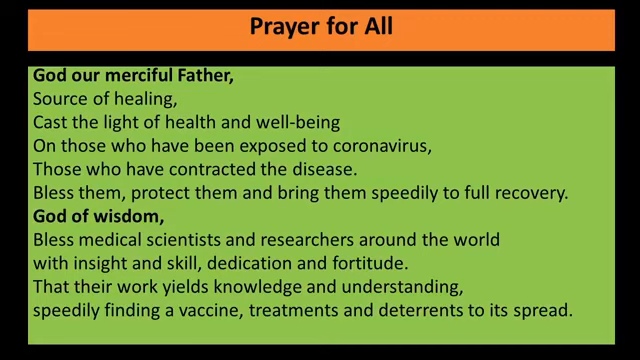 Prayer for All
God our merciful Father,
Source of healing,
Cast the light of health and well-being
On those who have been exposed to coronavirus,
Those who have contracted the disease.
Bless them, protect them and bring them speedily to full recovery.
God of wisdom,
Bless medical scientists and researchers around the world
with insight and skill, dedication and fortitude.
That their work yields knowledge and understanding,
speedily finding a vaccine, treatments and deterrents to its spread.